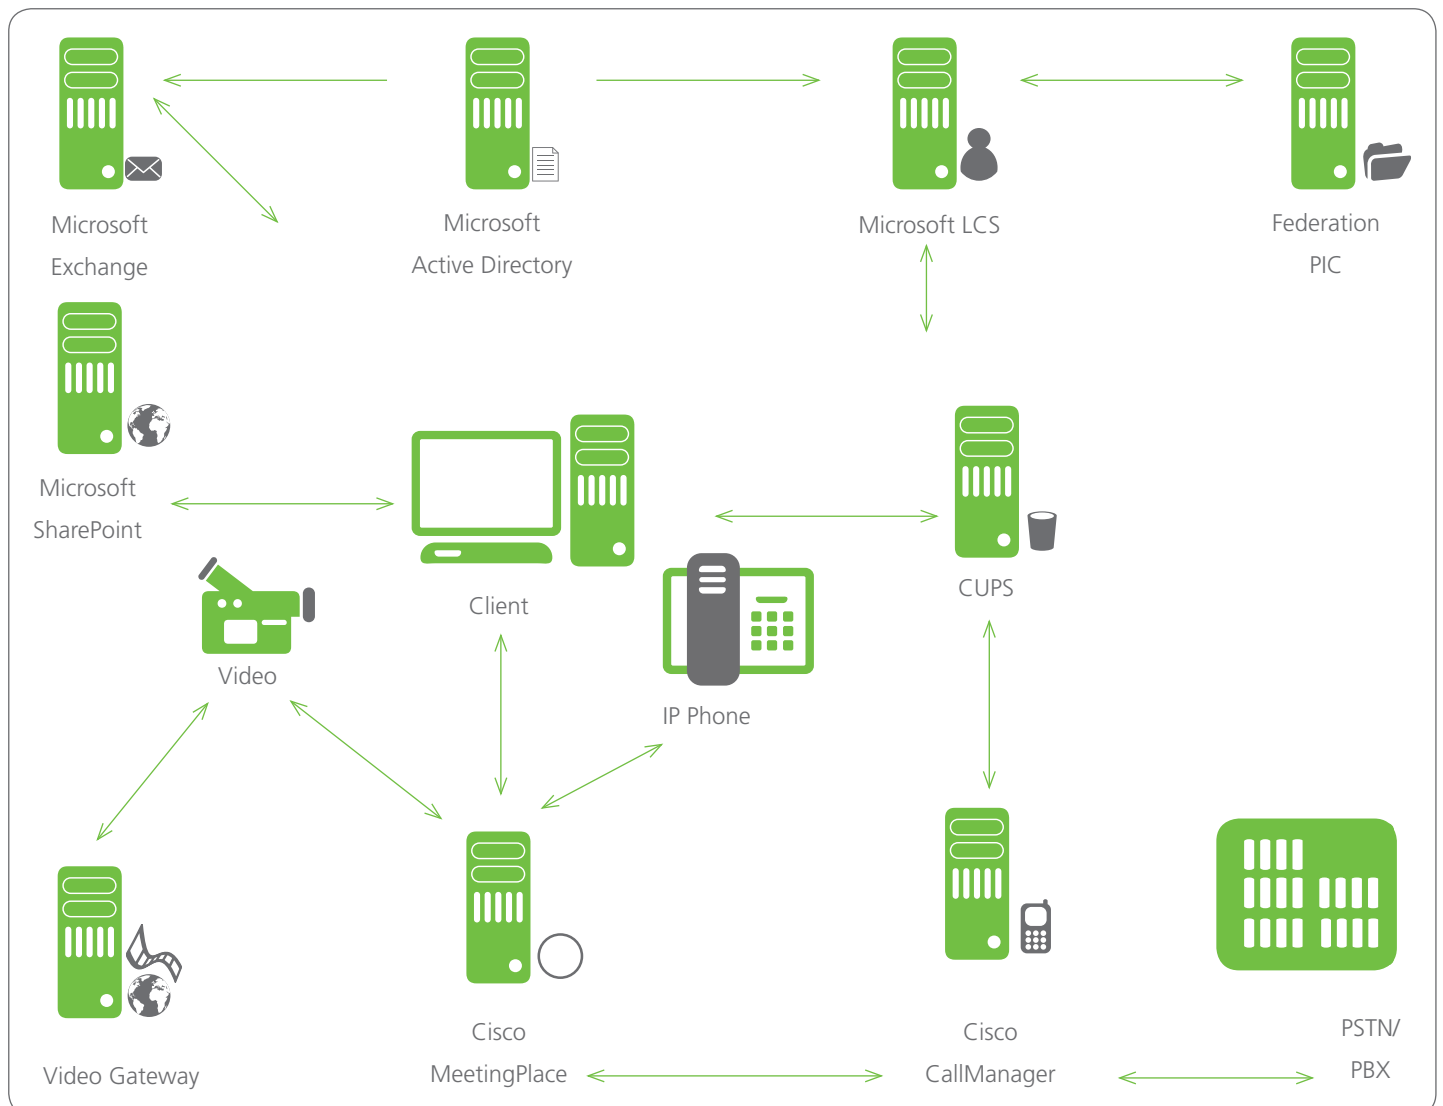 Microsoft
Exchange
Microsoft
Active Directory
Microsoft LCS
Federation
PIC
Microsoft
SharePoint
Client
CUPS
Video
IP Phone
Video Gateway
Cisco
MeetingPlace
Cisco
CallManager
PSTN/
PBX